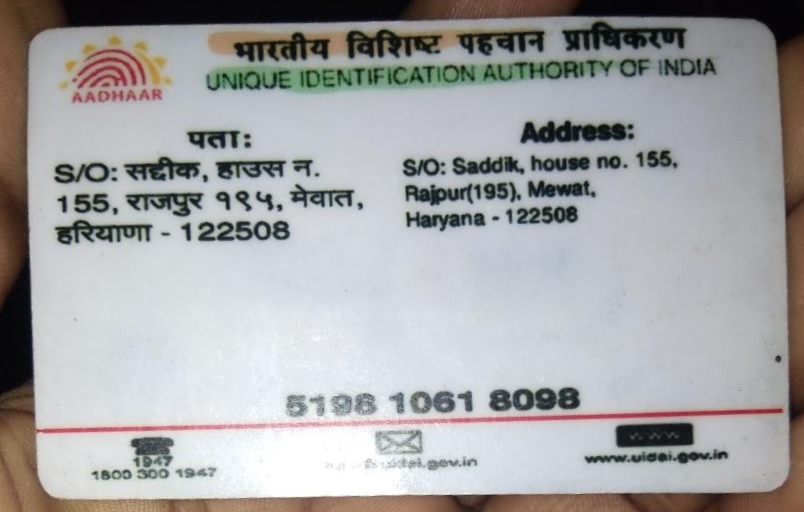 भारतीय विशिष्ट पहचान प्राधिकरण
UNIQUE IDENTIFICATION AUTHORITY OF INDIA
AADHAAR
पता:
S/O: सद्दीक, हाउस न.
155, राजपुर १९५, मेवात,
हरियाणा - 122508
Address:
S/O: Saddik, house no. 155,
Rajpur(195), Mewat,
Haryana - 122508
1061 8098
1947
1800 300 1947
www
www.uidai.gov.in